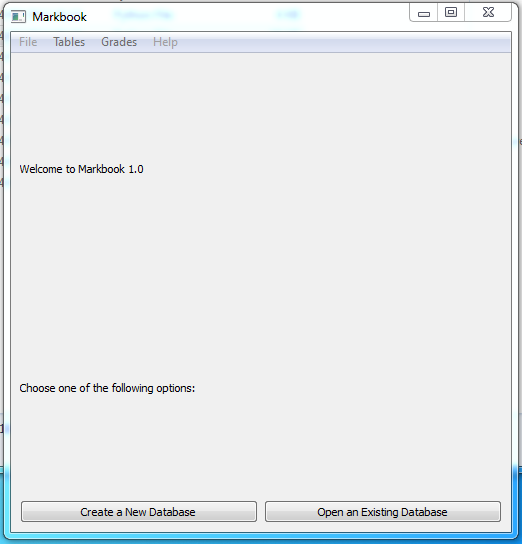 Markbook
File Tables Grades Help
Welcome to Markbook 1.0
Choose one of the following options:
Create a New Database Open an Existing Database